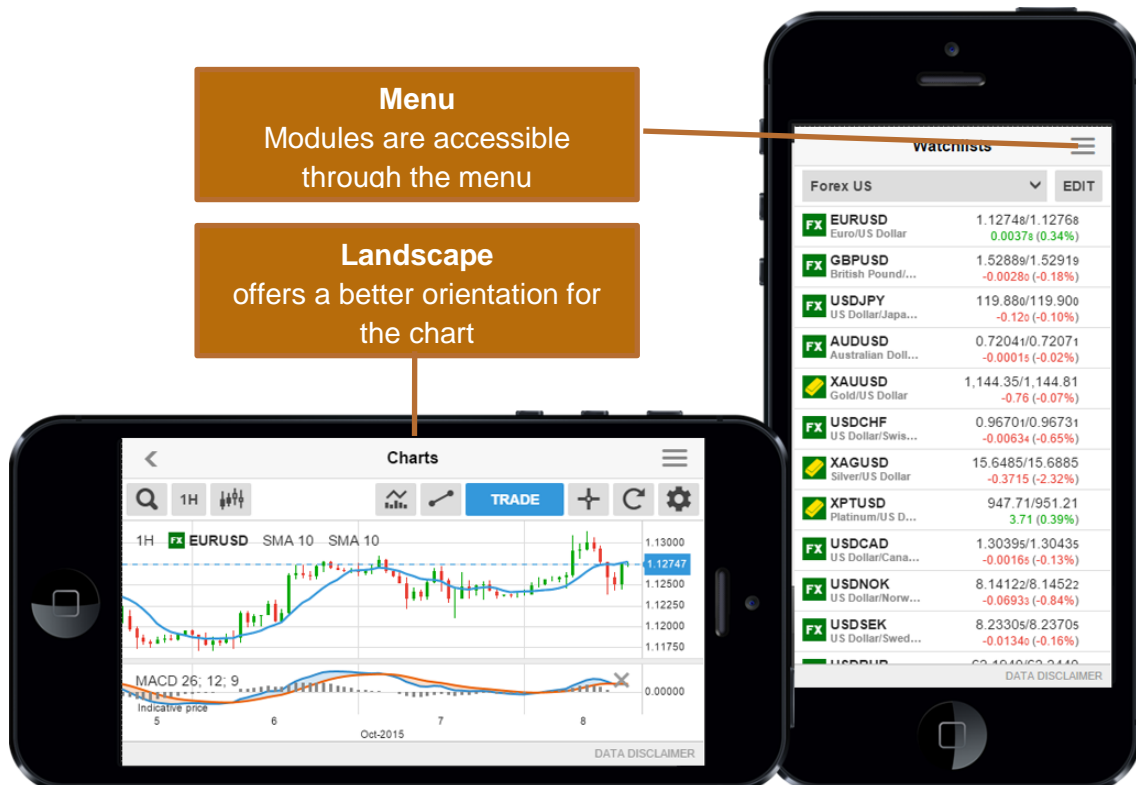 Menu
Modules are accessible
through the menu
Landscape
offers a better orientation for
the chart
Watchlists
Forex US
EDIT
FX EURUSD 1.12748/1.12768
Euro/US Dollar 0.00378 (0.34%)
FX GBPUSD 1.52889/1.52919
British Pound/... -0.00280 (-0.18%)
FX USDJPY 119.880/119.900
US Dollar/Japa... -0.120 (-0.10%)
FX AUDUSD 0.72041/0.72071
Australian Doll... -0.00015 (-0.02%)
XAUUSD 1,144.35/1,144.81
Gold/US Dollar -0.76 (-0.07%)
FX USDCHF 0.96701/0.96731
US Dollar/Swis... -0.00634 (-0.65%)
XAGUSD 15.6485/15.6885
Silver/US Dollar -0.3715 (-2.32%)
XPTUSD 947.71/951.21
Platinum/US D... 3.71 (0.39%)
FX USDCAD 1.30395/1.30435
US Dollar/Cana... -0.00165 (-0.13%)
FX USDNOK 8.14122/8.14522
US Dollar/Norw... -0.06933 (-0.84%)
FX USDSEK 8.23305/8.23705
US Dollar/Swed... -0.01340 (-0.16%)
DATA DISCLAIMER
Charts
1H
TRADE
1H FX EURUSD SMA 10 SMA 10
1.13000
1.12747
1.12500
1.12250
1.12000
1.11750
MACD 26; 12; 9
0.00000
Indicative price
5 6 7 8
Oct-2015
DATA DISCLAIMER